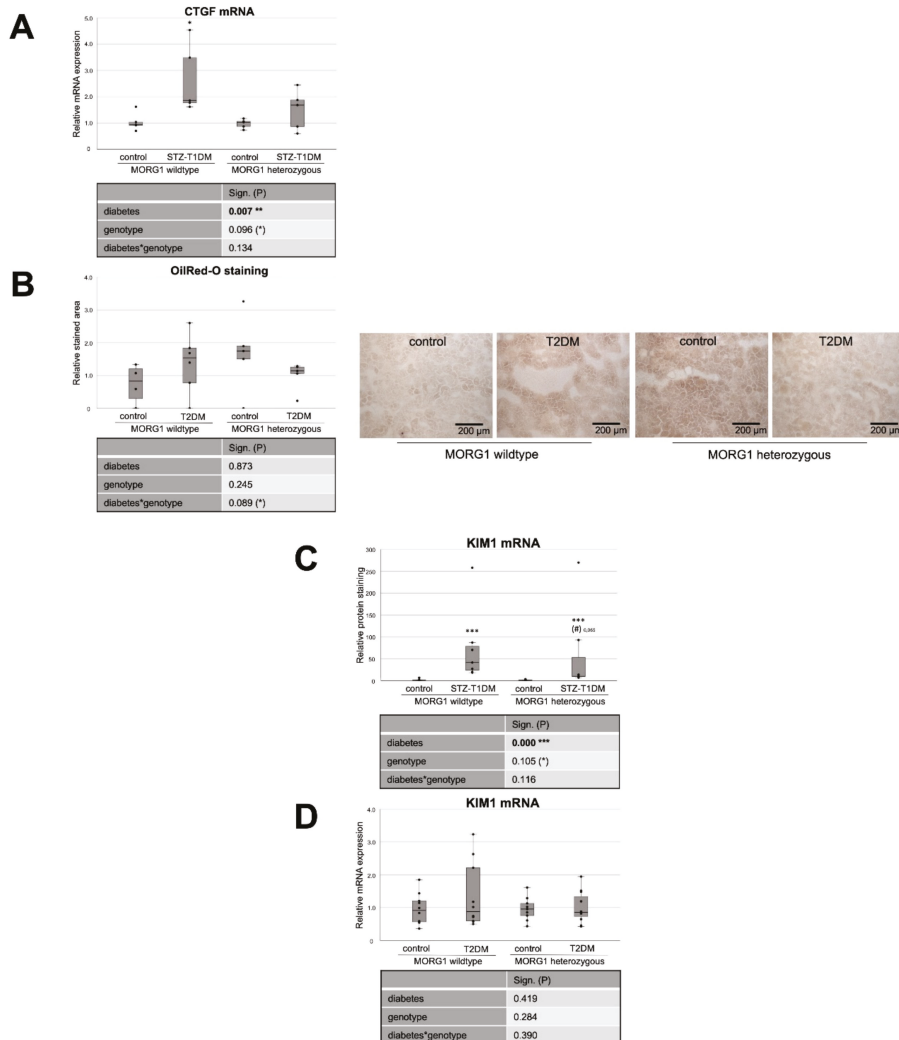 A
CTGF mRNA
Relative mRNA expression
5.0
4.0
3.0
2.0
1.0
0
control STZ-T1DM control STZ-T1DM
MORG1 wildtype MORG1 heterozygous
Sign. (P)
diabetes 0.007 **
genotype 0.096 (*)
diabetes*genotype 0.134
B
OilRed-O staining
Relative stained area
4.0
3.0
2.0
1.0
0
control T2DM control T2DM
MORG1 wildtype MORG1 heterozygous
Sign. (P)
diabetes 0.873
genotype 0.245
diabetes*genotype 0.089 (*)
control T2DM control T2DM
200 µm 200 µm 200 µm 200 µm
MORG1 wildtype MORG1 heterozygous
C
KIM1 mRNA
Relative protein staining
300
250
200
150
100
50
0
*** ***
(#)
control STZ-T1DM control STZ-T1DM
MORG1 wildtype MORG1 heterozygous
Sign. (P)
diabetes 0.000 ***
genotype 0.105 (*)
diabetes*genotype 0.116
D
KIM1 mRNA
Relative mRNA expression
4.0
3.0
2.0
1.0
0
control T2DM control T2DM
MORG1 wildtype MORG1 heterozygous
Sign. (P)
diabetes 0.419
genotype 0.284
diabetes*genotype 0.390